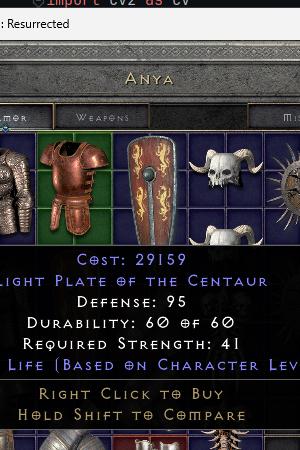 import cv2 as cv
: Resurrected
Anya
Weapons
Cost: 29159
Light Plate of the Centaur
Defense: 95
Durability: 60 of 60
Required Strength: 41
Life (Based on Character Lev
Right Click to Buy
Hold Shift to Compare